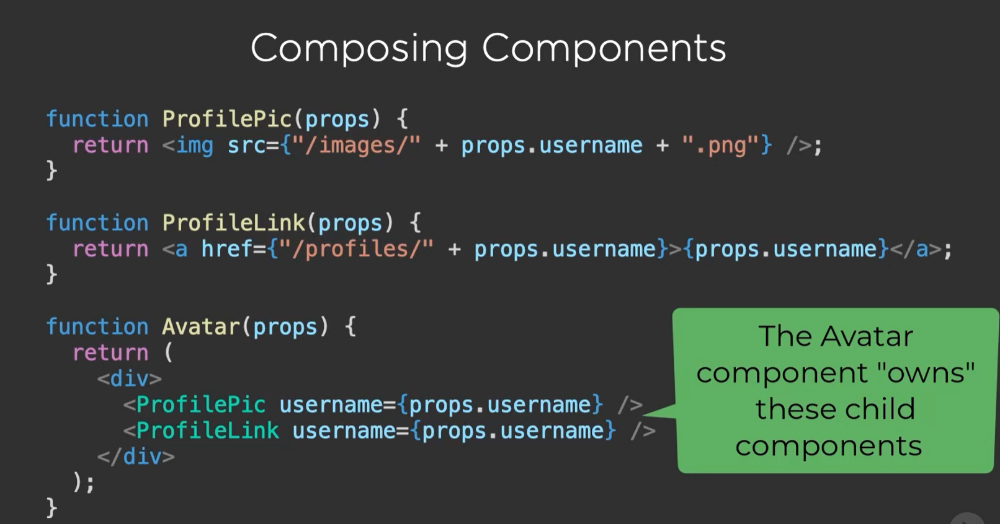 Composing Components
function ProfilePic(props) {
  return <img src={"/images/" + props.username + ".png"} />;
}
function ProfileLink(props) {
  return <a href={"/profiles/" + props.username}>{props.username}</a>;
}
function Avatar(props) {
  return (
    <div>
      <ProfilePic username={props.username} />
      <ProfileLink username={props.username} />
    </div>
  );
}
The Avatar
component "owns"
these child
components